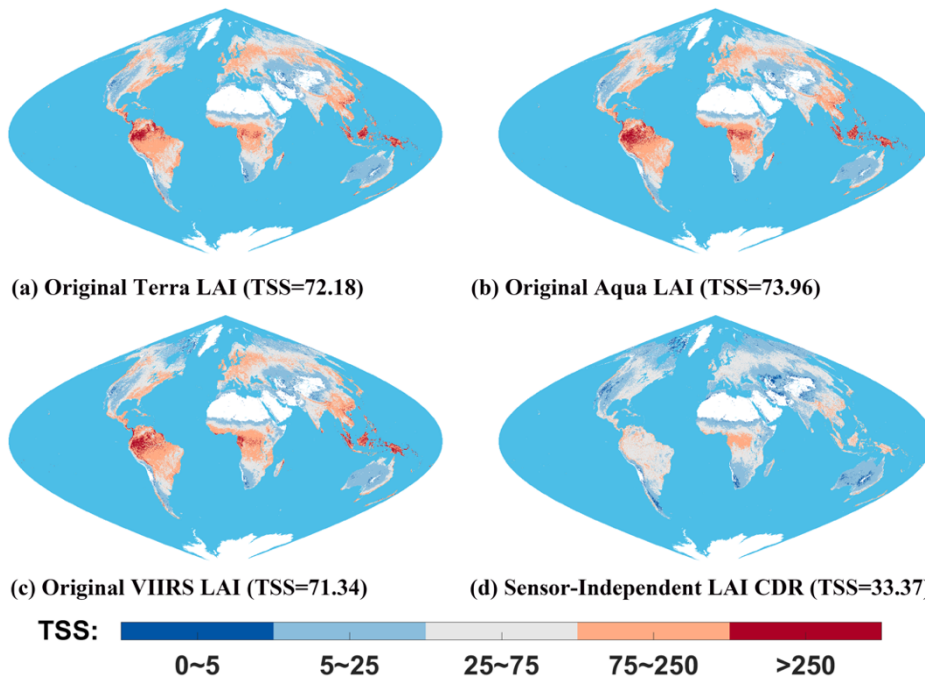 (a) Original Terra LAI (TSS=72.18)
(b) Original Aqua LAI (TSS=73.96)
(c) Original VIIRS LAI (TSS=71.34)
(d) Sensor-Independent LAI CDR (TSS=33.37)
TSS:
0~5 5~25 25~75 75~250 >250